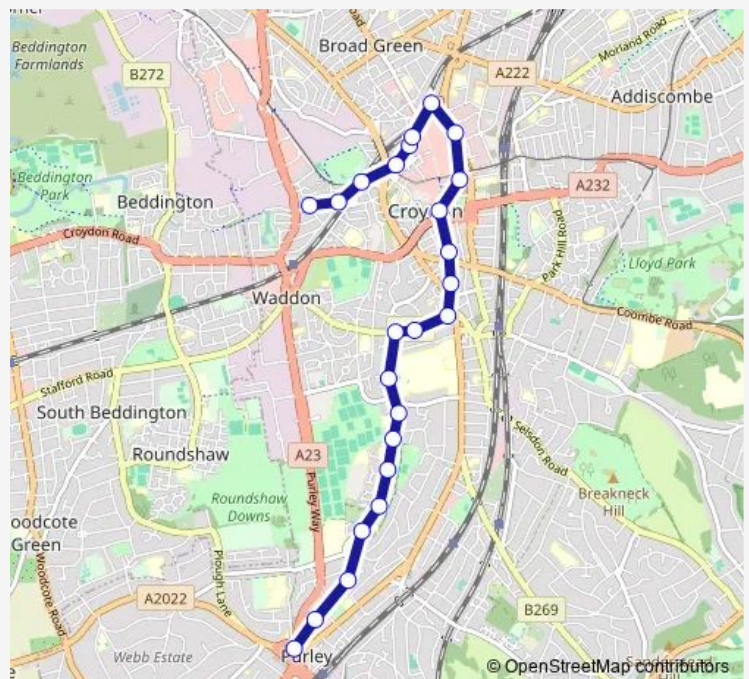 Broad Green
Morland Road
Beddington
Farmlands
B272
A222
Addiscombe
Beddington
Park
A232
Beddington
Croydon
Croydon Road
Park Hill Road
Lloyd Park
Waddon
Coombe Road
Stafford Road
South Beddington
Selsdon Road
Roundshaw
A23
Purley Way
Breakneck
Hill
Roundshaw
Downs
oodcote
Green
Woodcote Road
Plough Lane
A2022
B269
Webb Estate
Purley
© OpenStreetMap contributors